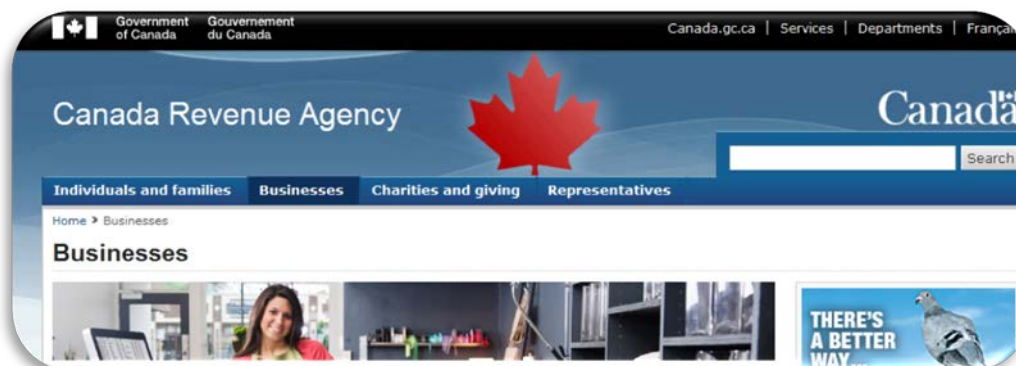 Government of Canada
Gouvernement du Canada
Canada.gc.ca | Services | Departments | Françai
Canada Revenue Agency
Canada
Search
Individuals and families Businesses Charities and giving Representatives
Home > Businesses
Businesses
THERE'S
A BETTER
WAY...